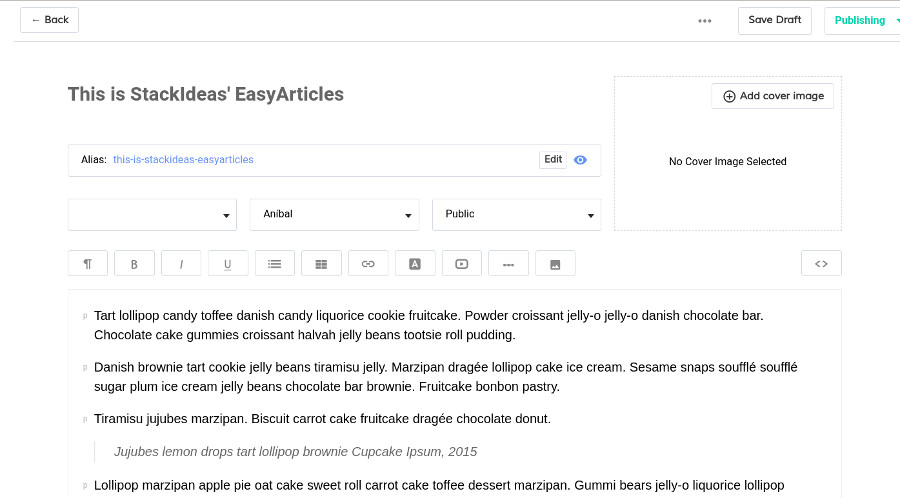 ← Back
Save Draft
Publishing
This is StackIdeas' EasyArticles
Add cover image
Alias: this-is-stackideas-easyarticles
Edit
No Cover Image Selected
Aníbal
Public
¶
B
I
U
A
<>
p Tart lollipop candy toffee danish candy liquorice cookie fruitcake. Powder croissant jelly-o jelly-o danish chocolate bar.
Chocolate cake gummies croissant halvah jelly beans tootsie roll pudding.
p Danish brownie tart cookie jelly beans tiramisu jelly. Marzipan dragée lollipop cake ice cream. Sesame snaps soufflé soufflé
sugar plum ice cream jelly beans chocolate bar brownie. Fruitcake bonbon pastry.
p Tiramisu jujubes marzipan. Biscuit carrot cake fruitcake dragée chocolate donut.
Jujubes lemon drops tart lollipop brownie Cupcake Ipsum, 2015
p Lollipop marzipan apple pie oat cake sweet roll carrot cake toffee dessert marzipan. Gummi bears jelly-o liquorice lollipop